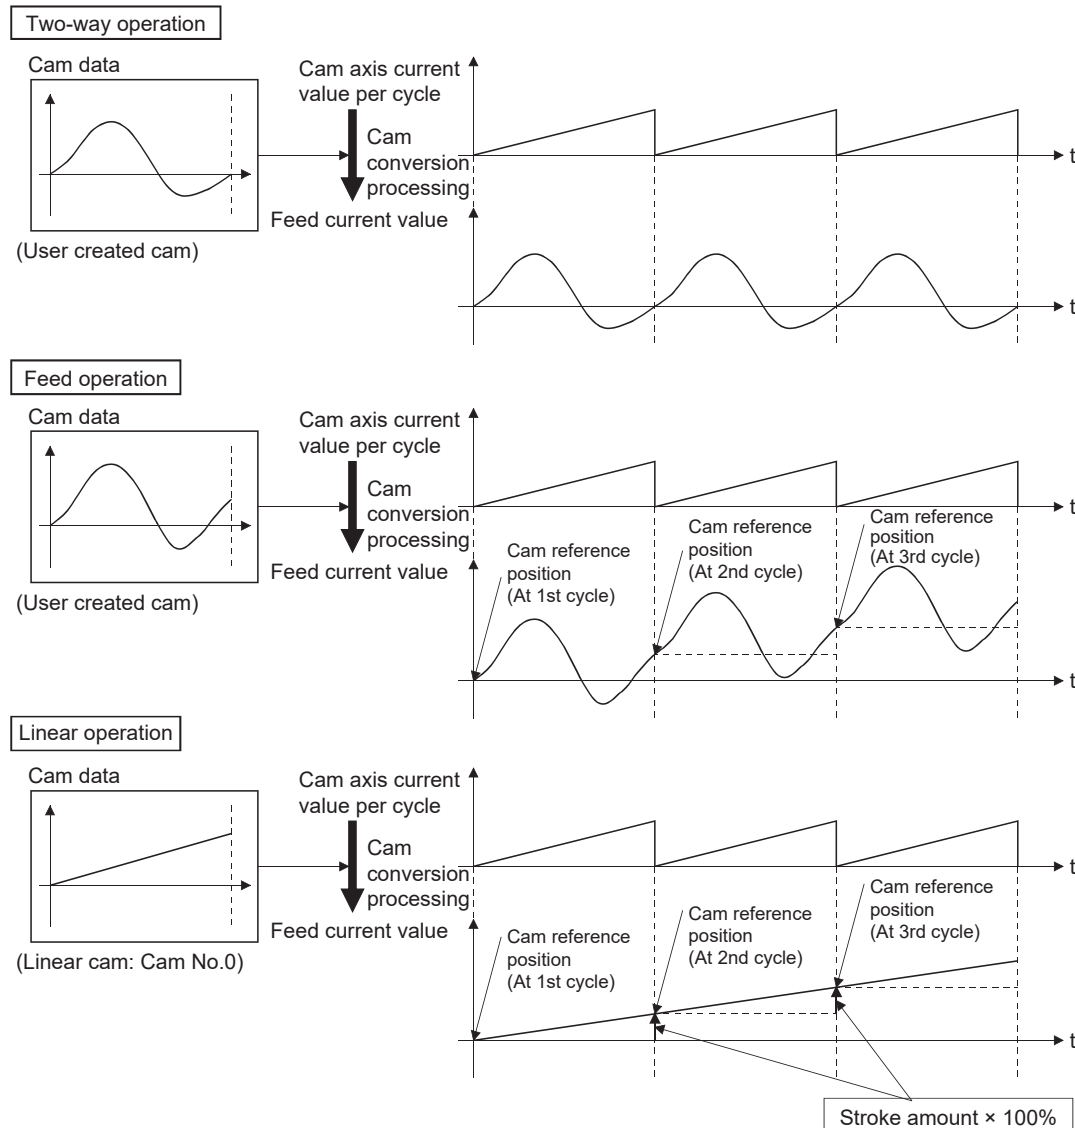 Two-way operation
Cam data
(User created cam)
Cam axis current
value per cycle
Cam
conversion
processing
Feed current value
t
t
Feed operation
Cam data
(User created cam)
Cam axis current
value per cycle
Cam
conversion
processing
Feed current value
t
Cam reference
position
(At 1st cycle)
Cam reference
position
(At 2nd cycle)
Cam reference
position
(At 3rd cycle)
t
Linear operation
Cam data
(Linear cam: Cam No.0)
Cam axis current
value per cycle
Cam
conversion
processing
Feed current value
t
Cam reference
position
(At 1st cycle)
Cam reference
position
(At 2nd cycle)
Cam reference
position
(At 3rd cycle)
t
Stroke amount × 100%